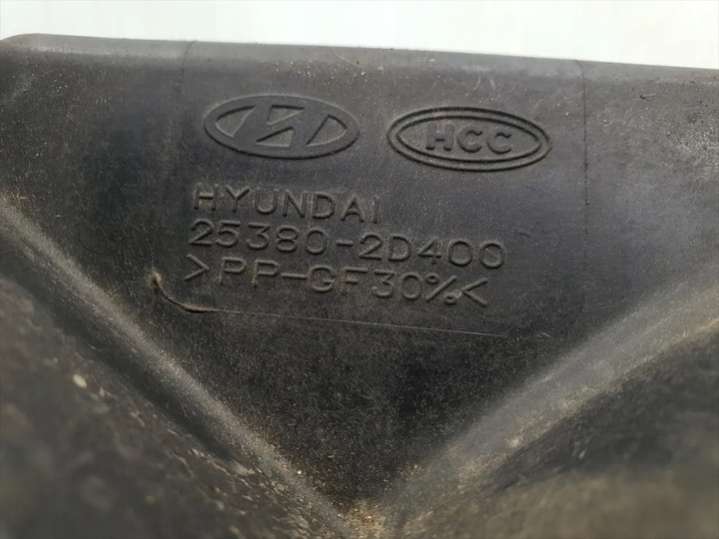 HCC
HYUNDAI
25380-2D400
>PP-GF30%<